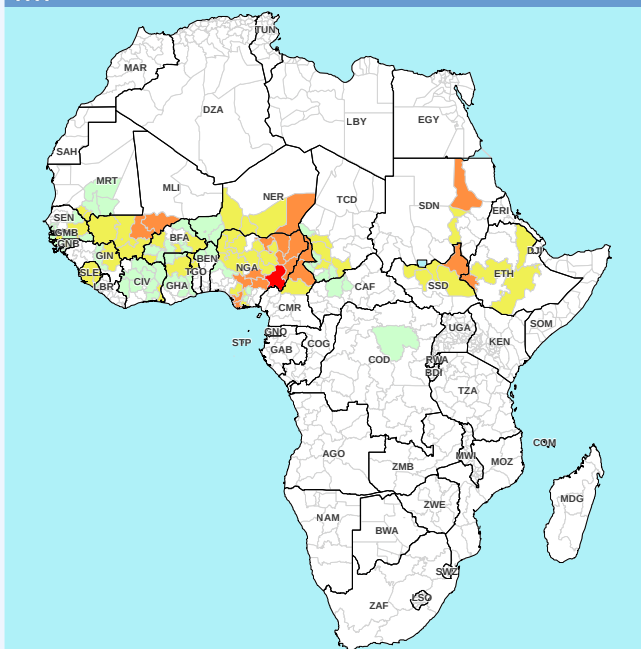 TUN
MAR
DZA
LBY
EGY
SAH
MRT
MLI
NER
TCD
SDN
ERI
SEN
GMB
GNB
BFA
DJI
GIN
BEN
NGA
SLE
TGO
ETH
LBR
CIV
GHA
CAF
SSD
CMR
SOM
GNQ
UGA
KEN
STP
GAB
COG
COD
RWA
BDI
TZA
COM
AGO
MWI
ZMB
MOZ
MDG
ZWE
NAM
BWA
SWZ
LSO
ZAF